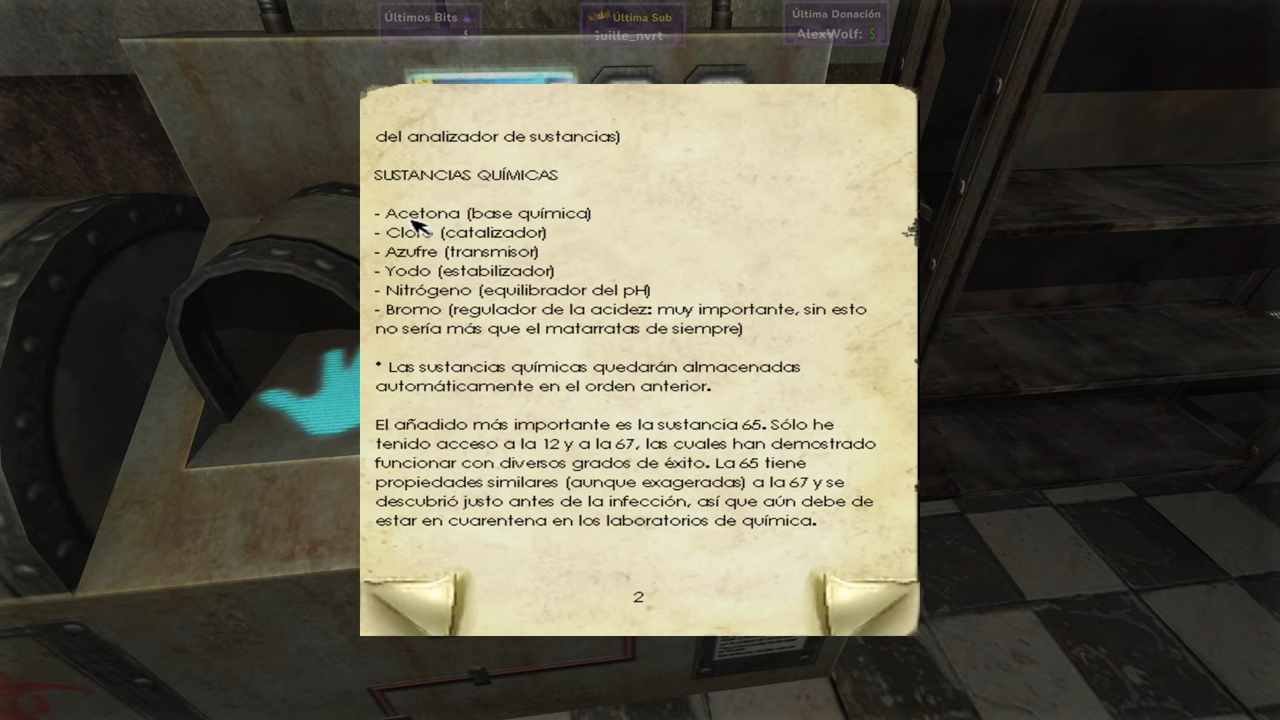 Últimos Bits
Última Sub
Última Donación
AlexWolf: $
del analizador de sustancias)
SUSTANCIAS QUÍMICAS
- Acetona (base química)
- Cloro (catalizador)
- Azufre (transmisor)
- Yodo (estabilizador)
- Nitrógeno (equilibrador del pH)
- Bromo (regulador de la acidez: muy importante, sin esto
no sería más que el matarratas de siempre)
* Las sustancias químicas quedarán almacenadas
automáticamente en el orden anterior.
El añadido más importante es la sustancia 65. Sólo he
tenido acceso a la 12 y a la 67, las cuales han demostrado
funcionar con diversos grados de éxito. La 65 tiene
propiedades similares (aunque exageradas) a la 67 y se
descubrió justo antes de la infección, así que aún debe de
estar en cuarentena en los laboratorios de química.
2